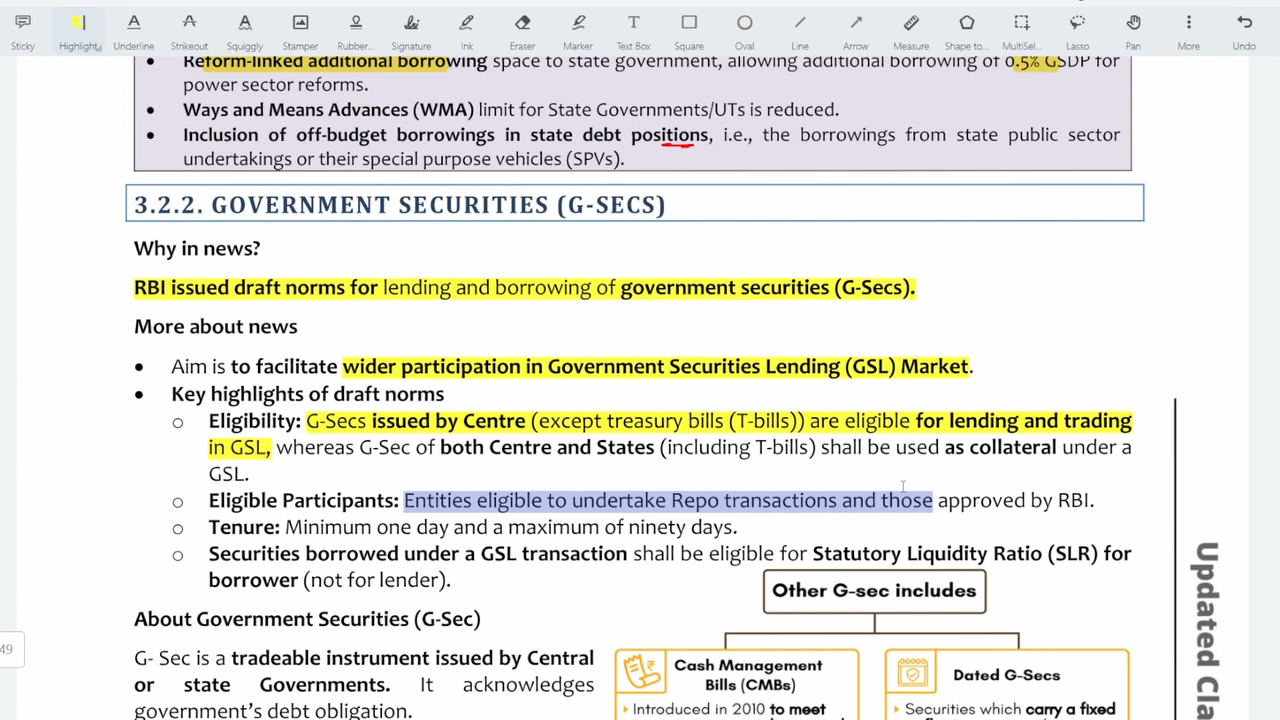 Sticky Highlight Underline Strikeout Squiggly Stamper Rubber... Signature Ink Eraser Marker Text Box Square Oval Line Arrow Measure Shape to... MultiSel... Lasso Pan More Undo
• Reform-linked additional borrowing space to state government, allowing additional borrowing of 0.5% GSDP for
power sector reforms.
• Ways and Means Advances (WMA) limit for State Governments/UTs is reduced.
• Inclusion of off-budget borrowings in state debt positions, i.e., the borrowings from state public sector
undertakings or their special purpose vehicles (SPVs).
3.2.2. GOVERNMENT SECURITIES (G-SECS)
Why in news?
RBI issued draft norms for lending and borrowing of government securities (G-Secs).
More about news
• Aim is to facilitate wider participation in Government Securities Lending (GSL) Market.
• Key highlights of draft norms
o Eligibility: G-Secs issued by Centre (except treasury bills (T-bills)) are eligible for lending and trading
in GSL, whereas G-Sec of both Centre and States (including T-bills) shall be used as collateral under a
GSL.
o Eligible Participants: Entities eligible to undertake Repo transactions and those approved by RBI.
o Tenure: Minimum one day and a maximum of ninety days.
o Securities borrowed under a GSL transaction shall be eligible for Statutory Liquidity Ratio (SLR) for
borrower (not for lender).
About Government Securities (G-Sec)
G- Sec is a tradeable instrument issued by Central
or state Governments. It acknowledges
government's debt obligation.
Other G-sec includes
Cash Management
Bills (CMBs)
Introduced in 2010 to meet
Dated G-Secs
Securities which carry a fixed
49
Updated Cla